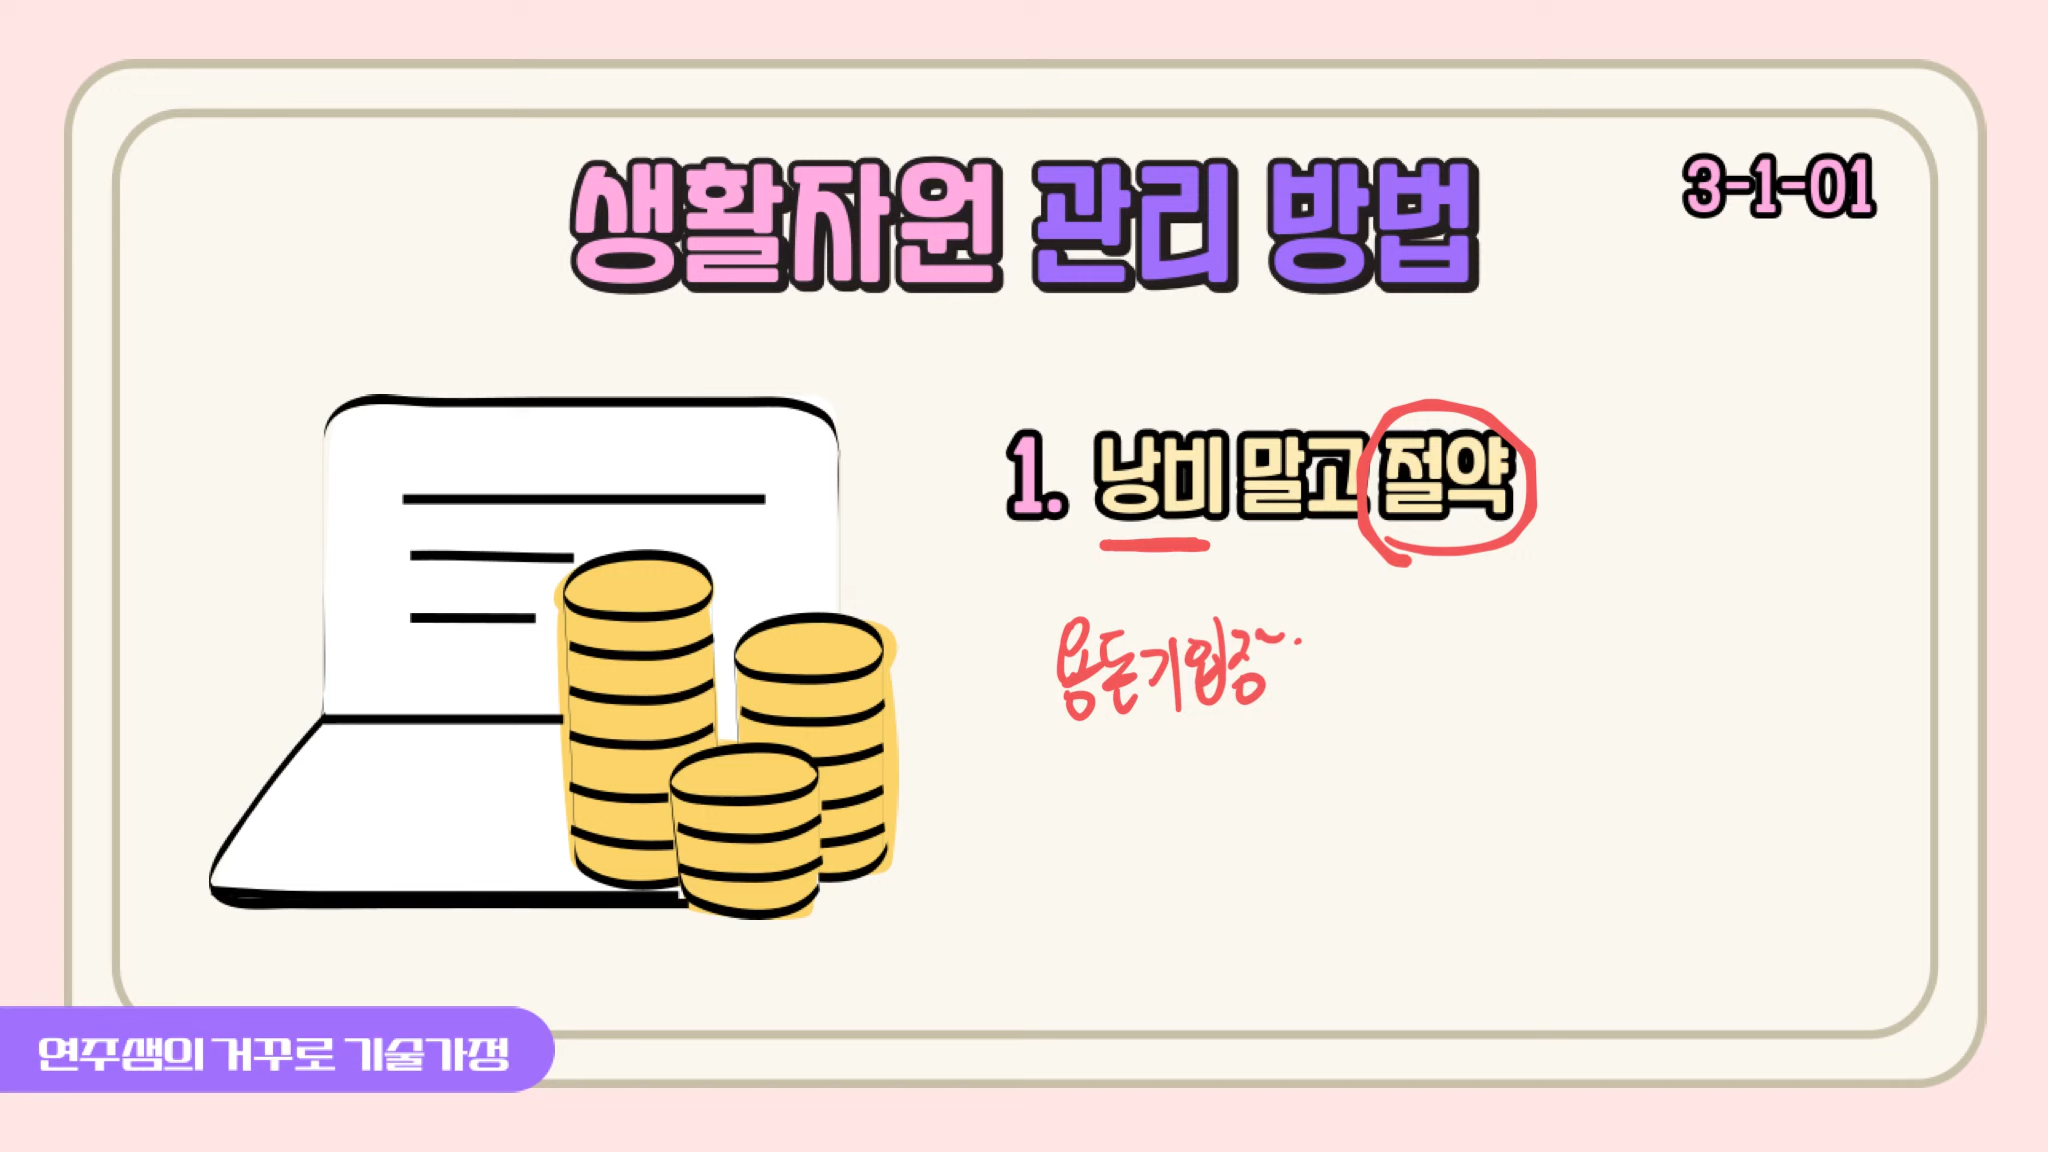 생활자원 관리 방법
3-1-01
1. 낭비 말고 절약
용돈기입장~.
연주쌤의 거꾸로 기술가정